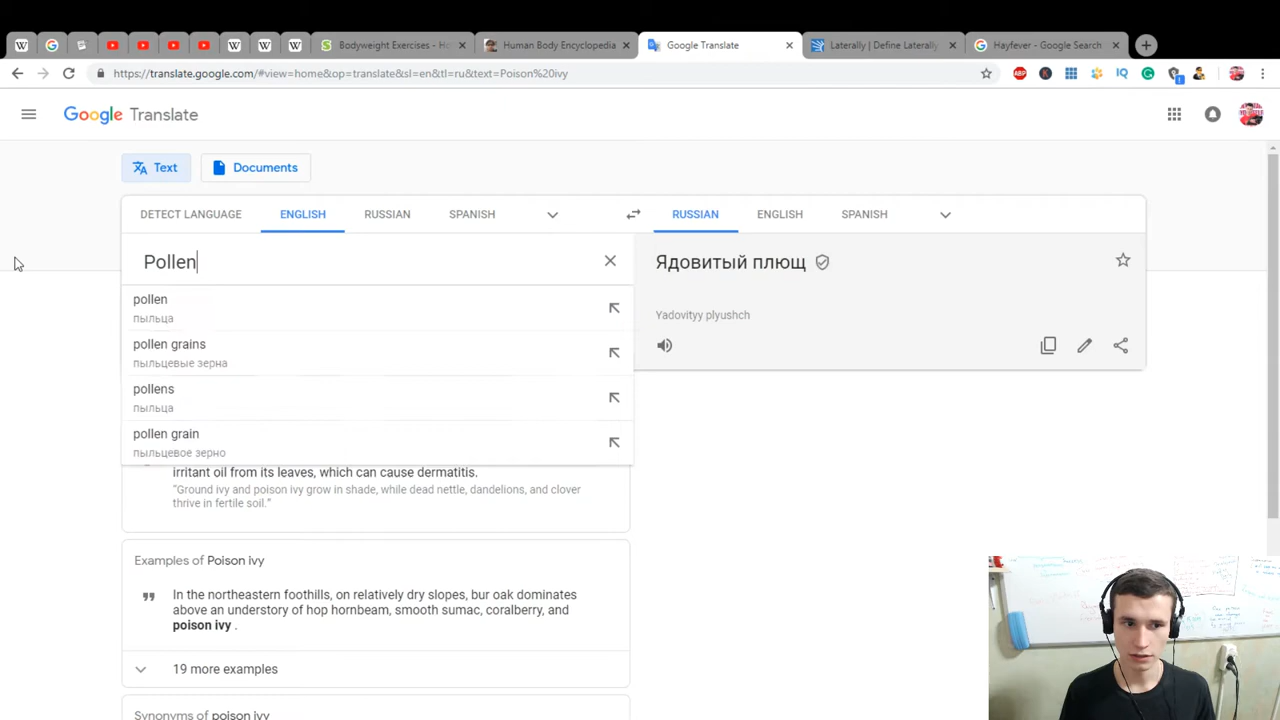 Bodyweight Exercises - Ho
Human Body Encyclopedia
Google Translate
Laterally | Define Laterally
Hayfever - Google Search
https://translate.google.com/#view=home&op=translate&sl=en&tl=ru&text=Poison%20ivy
Google Translate
Text
Documents
DETECT LANGUAGE
ENGLISH
RUSSIAN
SPANISH
RUSSIAN
ENGLISH
SPANISH
Pollen
Ядовитый плющ
Yadovityy plyushch
pollen
пыльца
pollen grains
пыльцевые зерна
pollens
пыльца
pollen grain
пыльцевое зерно
irritant oil from its leaves, which can cause dermatitis.
“Ground ivy and poison ivy grow in shade, while dead nettle, dandelions, and clover
thrive in fertile soil.”
Examples of Poison ivy
In the northeastern foothills, on relatively dry slopes, bur oak dominates
above an understory of hop hornbeam, smooth sumac, coralberry, and
poison ivy .
19 more examples
Synonyms of poison ivy